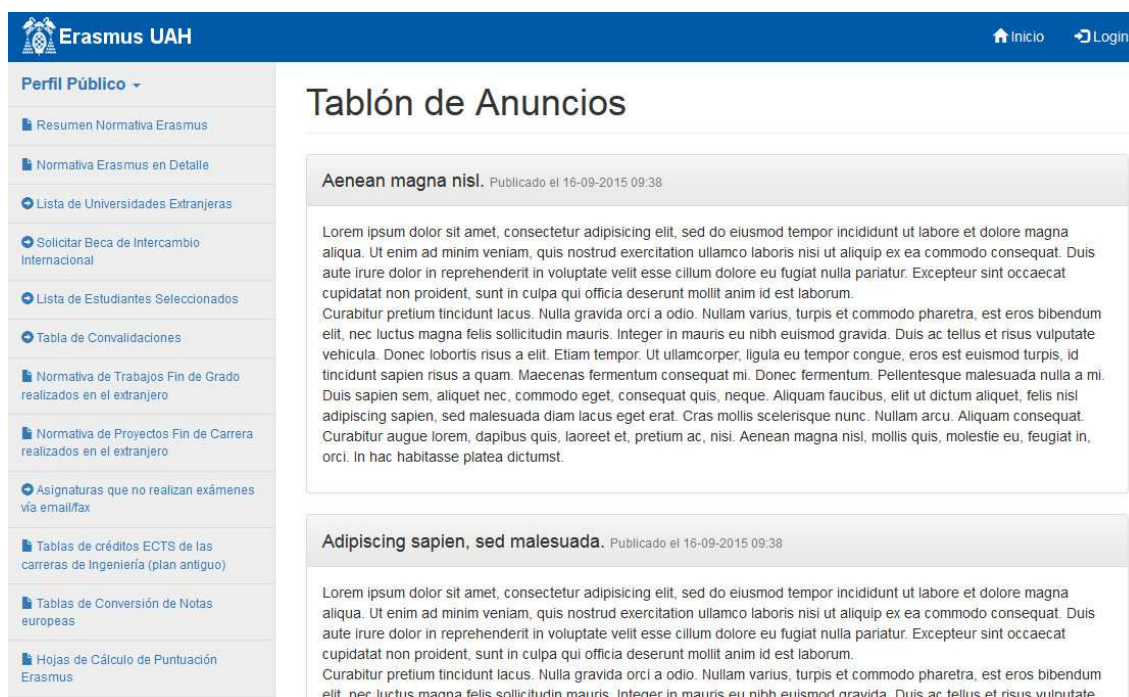 Erasmus UAH
Inicio
Login
Perfil Público
Resumen Normativa Erasmus
Normativa Erasmus en Detalle
Lista de Universidades Extranjeras
Solicitar Beca de Intercambio
Internacional
Lista de Estudiantes Seleccionados
Tabla de Convalidaciones
Normativa de Trabajos Fin de Grado
realizados en el extranjero
Normativa de Proyectos Fin de Carrera
realizados en el extranjero
Asignaturas que no realizan exámenes
vía email/fax
Tablas de créditos ECTS de las
carreras de Ingeniería (plan antiguo)
Tablas de Conversión de Notas
europeas
Hojas de Cálculo de Puntuación
Erasmus
Tablón de Anuncios
Aenean magna nisl. Publicado el 16-09-2015 09:38
Lorem ipsum dolor sit amet, consectetur adipisicing elit, sed do eiusmod tempor incididunt ut labore et dolore magna
aliqua. Ut enim ad minim veniam, quis nostrud exercitation ullamco laboris nisi ut aliquip ex ea commodo consequat. Duis
aute irure dolor in reprehenderit in voluptate velit esse cillum dolore eu fugiat nulla pariatur. Excepteur sint occaecat
cupidatat non proident, sunt in culpa qui officia deserunt mollit anim id est laborum.
Curabitur pretium tincidunt lacus. Nulla gravida orci a odio. Nullam varius, turpis et commodo pharetra, est eros bibendum
elit, nec luctus magna felis sollicitudin mauris. Integer in mauris eu nibh euismod gravida. Duis ac tellus et risus vulputate
vehicula. Donec lobortis risus a elit. Etiam tempor. Ut ullamcorper, ligula eu tempor congue, eros est euismod turpis, id
tincidunt sapien risus a quam. Maecenas fermentum consequat mi. Donec fermentum. Pellentesque malesuada nulla a mi.
Duis sapien sem, aliquet nec, commodo eget, consequat quis, neque. Aliquam faucibus, elit ut dictum aliquet, felis nisl
adipiscing sapien, sed malesuada diam lacus eget erat. Cras mollis scelerisque nunc. Nullam arcu. Aliquam consequat.
Curabitur augue lorem, dapibus quis, laoreet et, pretium ac, nisi. Aenean magna nisl, mollis quis, molestie eu, feugiat in,
orci. In hac habitasse platea dictumst.
Adipiscing sapien, sed malesuada. Publicado el 16-09-2015 09:38
Lorem ipsum dolor sit amet, consectetur adipisicing elit, sed do eiusmod tempor incididunt ut labore et dolore magna
aliqua. Ut enim ad minim veniam, quis nostrud exercitation ullamco laboris nisi ut aliquip ex ea commodo consequat. Duis
aute irure dolor in reprehenderit in voluptate velit esse cillum dolore eu fugiat nulla pariatur. Excepteur sint occaecat
cupidatat non proident, sunt in culpa qui officia deserunt mollit anim id est laborum.
Curabitur pretium tincidunt lacus. Nulla gravida orci a odio. Nullam varius, turpis et commodo pharetra, est eros bibendum
elit, nec luctus magna felis sollicitudin mauris. Integer in mauris eu nibh euismod gravida. Duis ac tellus et risus vulputate